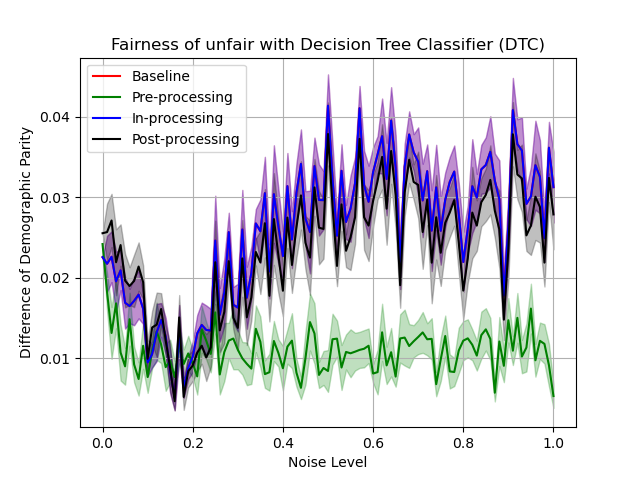 Fairness of unfair with Decision Tree Classifier (DTC)
Baseline
Pre-processing
In-processing
Post-processing
Difference of Demographic Parity
0.04
0.03
0.02
0.01
0.0 0.2 0.4 0.6 0.8 1.0
Noise Level